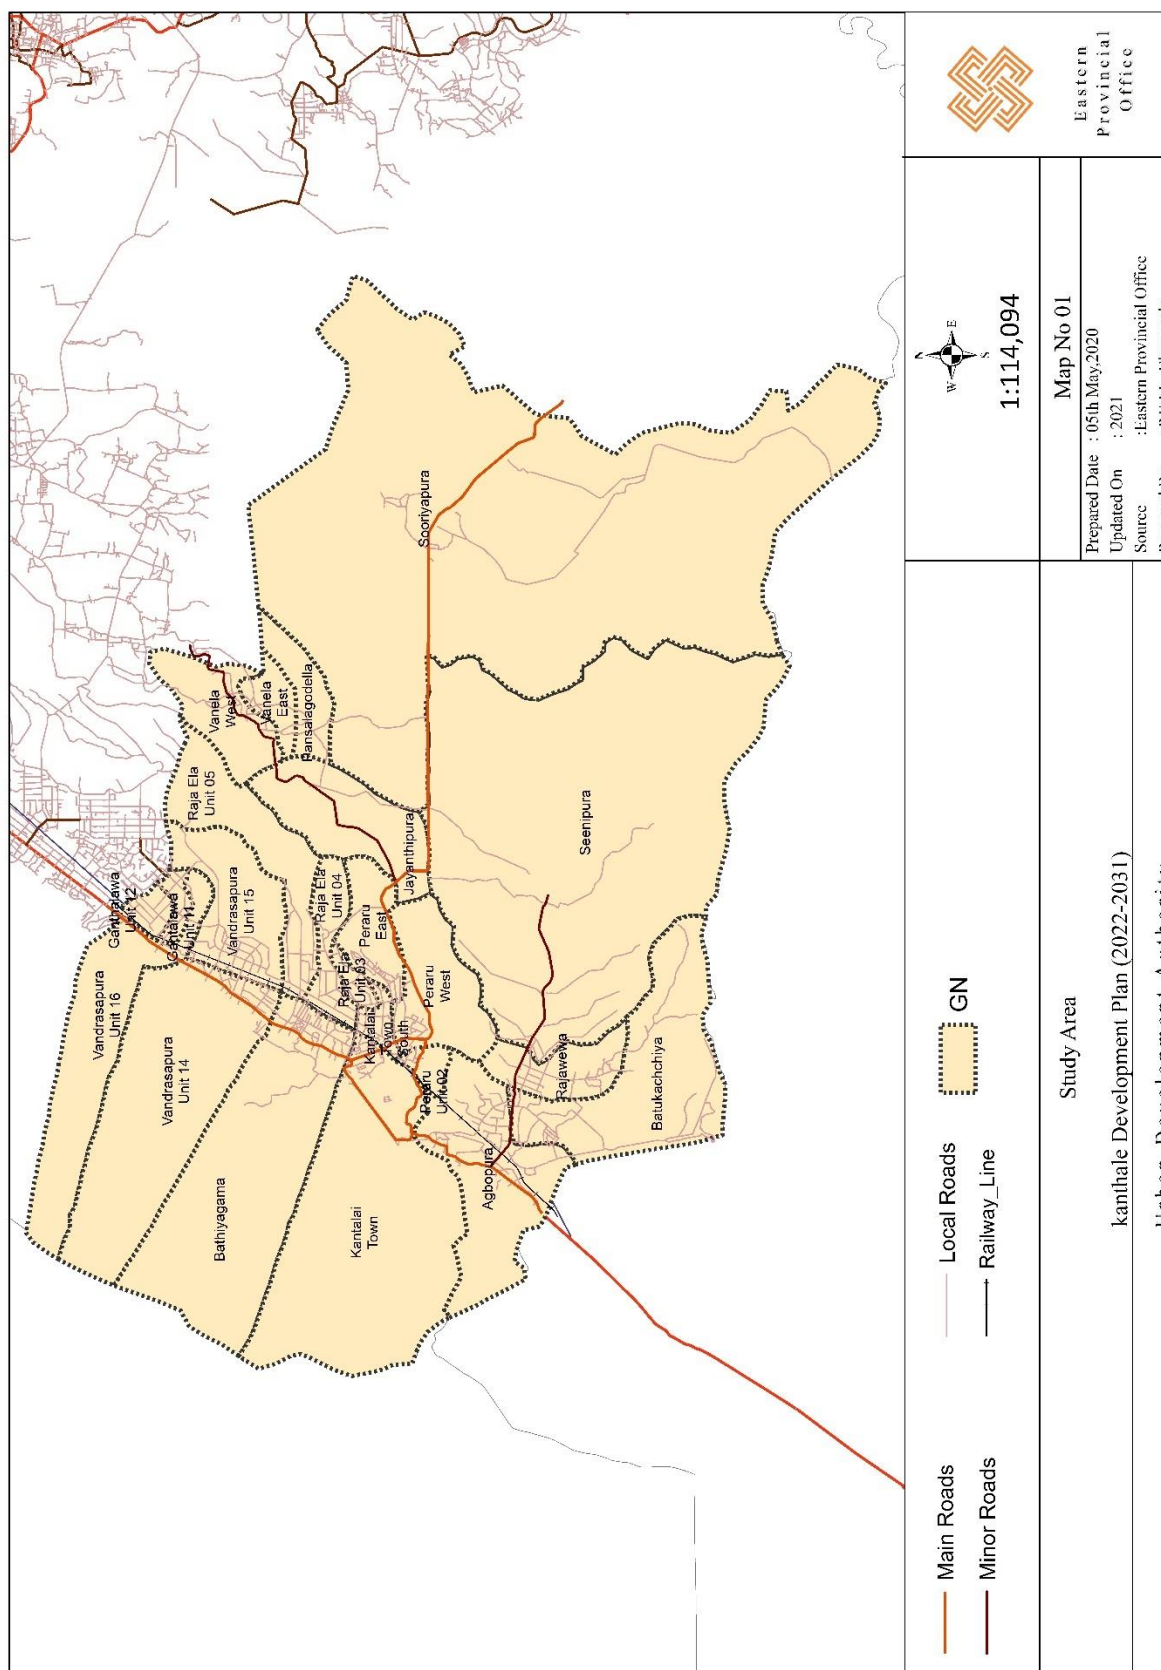 Ganthalawa
Unit 12
Gantalawa
Unit 11
Vandrasapura
Unit 16
Vandrasapura
Unit 14
Vandrasapura
Unit 15
Raja Ela
Unit 05
Vanela
West
Vanela
East
Pansalagodella
Raja Ela
Unit 04
Raja Ela
Unit 03
Peraru
East
Jayanthipura
Sooriyapura
Bathiyagama
Kantalai
Town
Kantalai
Town
South
Peraru
West
Peraru
Unit 02
Agbopura
Rajawewa
Seenipura
Batukachchiya
Main Roads
Minor Roads
Local Roads
Railway_Line
GN
N
W
E
S
1:114,094
Eastern
Provincial
Office
Study Area
Map No 01
kanthale Development Plan (2022-2031)
Prepared Date : 05th May,2020
Updated On : 2021
Source :Eastern Provincial Office